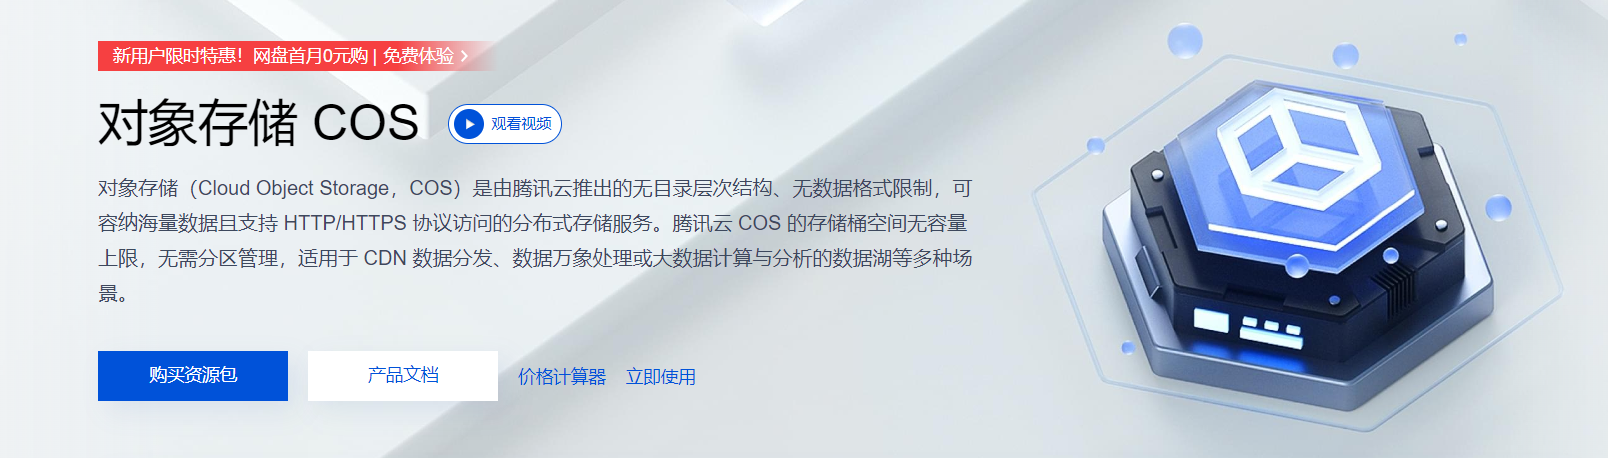 新用户限时特惠！网盘首月0元购 | 免费体验 >
对象存储 COS
观看视频
对象存储（Cloud Object Storage，COS）是由腾讯云推出的无目录层次结构、无数据格式限制，可
容纳海量数据且支持 HTTP/HTTPS 协议访问的分布式存储服务。腾讯云 COS 的存储桶空间无容量
上限，无需分区管理，适用于 CDN 数据分发、数据万象处理或大数据计算与分析的数据湖等多种场
景。
购买资源包
产品文档
价格计算器
立即使用